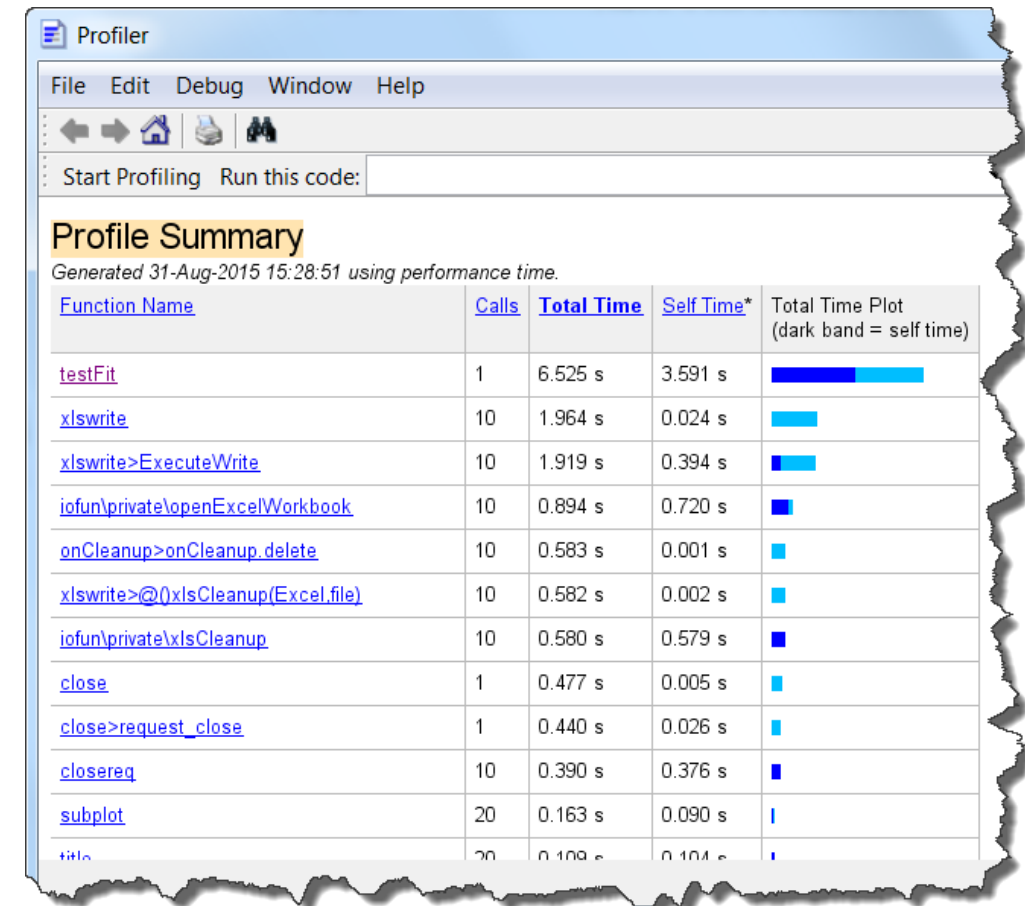 Profiler
File Edit Debug Window Help
Start Profiling Run this code:
Profile Summary
Generated 31-Aug-2015 15:28:51 using performance time.
Function Name Calls Total Time Self Time* Total Time Plot
(dark band = self time)
testFit 1 6.525 s 3.591 s
xlswrite 10 1.964 s 0.024 s
xlswrite>ExecuteWrite 10 1.919 s 0.394 s
iofun\private\openExcelWorkbook 10 0.894 s 0.720 s
onCleanup>onCleanup.delete 10 0.583 s 0.001 s
xlswrite>@()xlsCleanup(Excel,file) 10 0.582 s 0.002 s
iofun\private\xlsCleanup 10 0.580 s 0.579 s
close 1 0.477 s 0.005 s
close>request_close 1 0.440 s 0.026 s
closereq 10 0.390 s 0.376 s
subplot 20 0.163 s 0.090 s
title 20 0.109 s 0.104 s